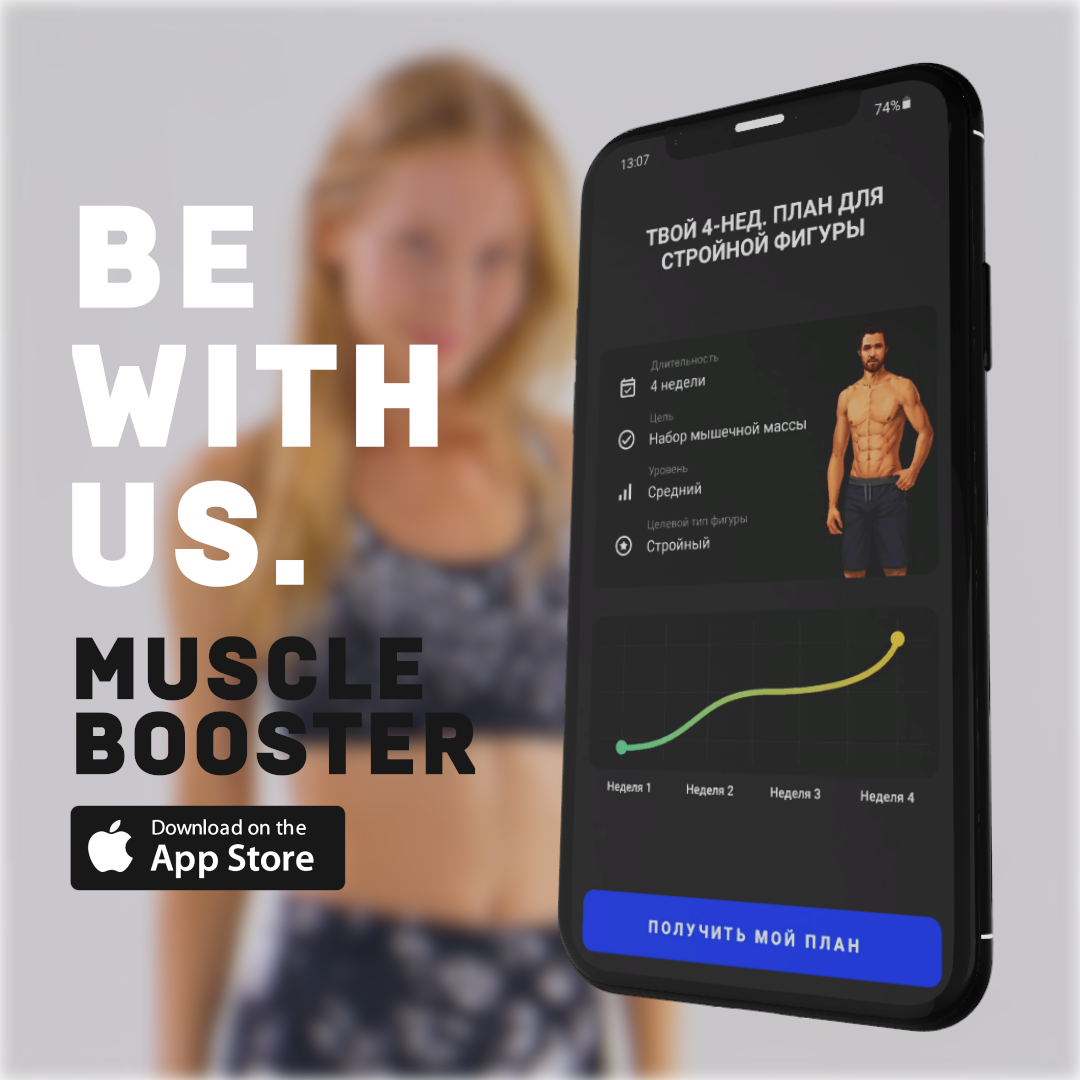 BE
WITH
US.
MUSCLE
BOOSTER
Download on the
App Store
13:07
74%
ТВОЙ 4-НЕД. ПЛАН ДЛЯ
СТРОЙНОЙ ФИГУРЫ
Длительность
4 недели
Цель
Набор мышечной массы
Уровень
Средний
Целевой тип фигуры
Стройный
Неделя 1 Неделя 2 Неделя 3 Неделя 4
ПОЛУЧИТЬ МОЙ ПЛАН